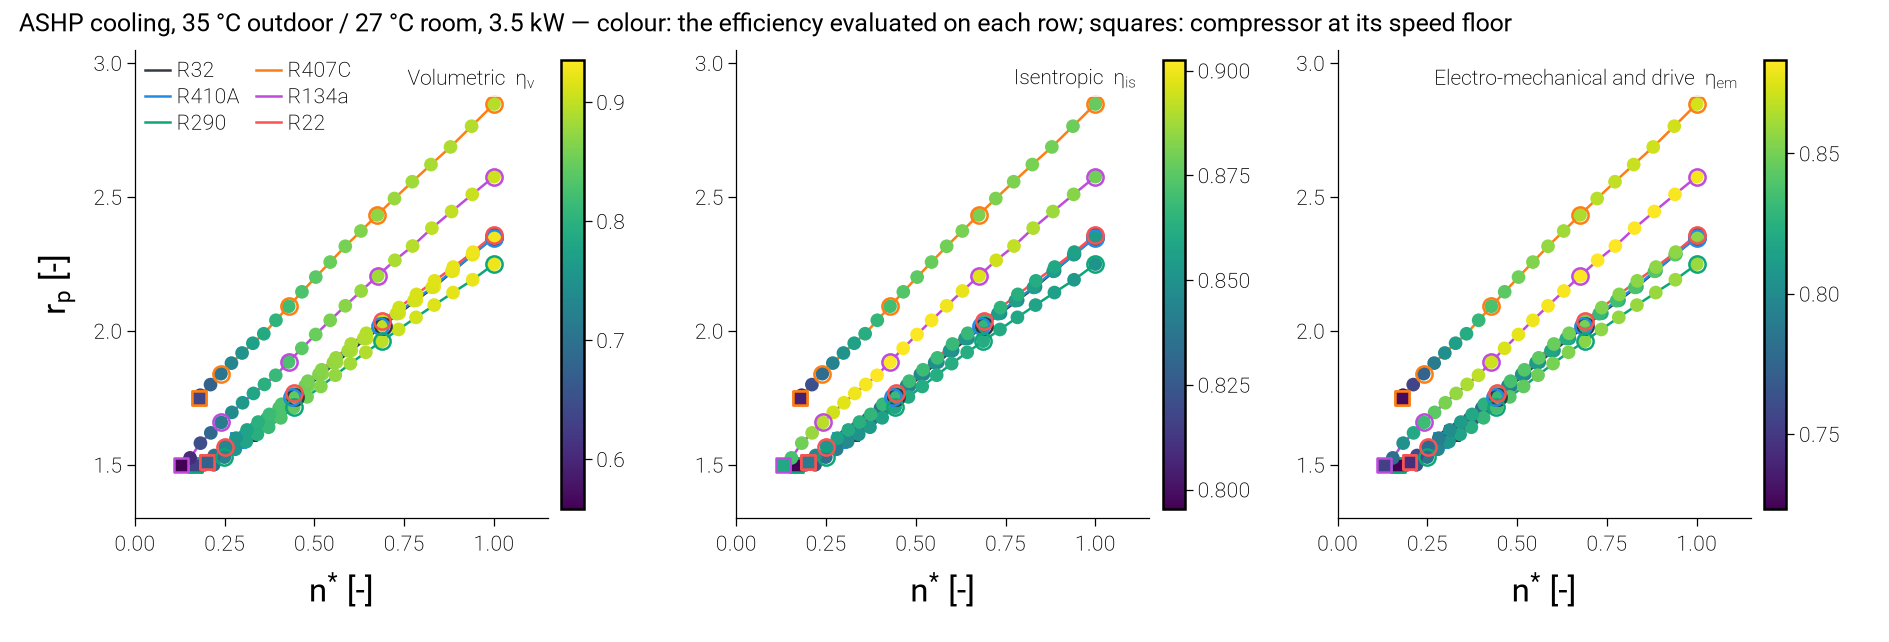 ASHP cooling, 35 °C outdoor / 27 °C room, 3.5 kW — colour: the efficiency evaluated on each row; squares: compressor at its speed floor
R32
R410A
R290
R407C
R134a
R22
Volumetric ηv
3.0
2.5
2.0
1.5
rp [-]
0.00 0.25 0.50 0.75 1.00
n* [-]
0.9
0.8
0.7
0.6
Isentropic ηis
3.0
2.5
2.0
1.5
0.00 0.25 0.50 0.75 1.00
n* [-]
0.900
0.875
0.850
0.825
0.800
Electro-mechanical and drive ηem
3.0
2.5
2.0
1.5
0.00 0.25 0.50 0.75 1.00
n* [-]
0.85
0.80
0.75